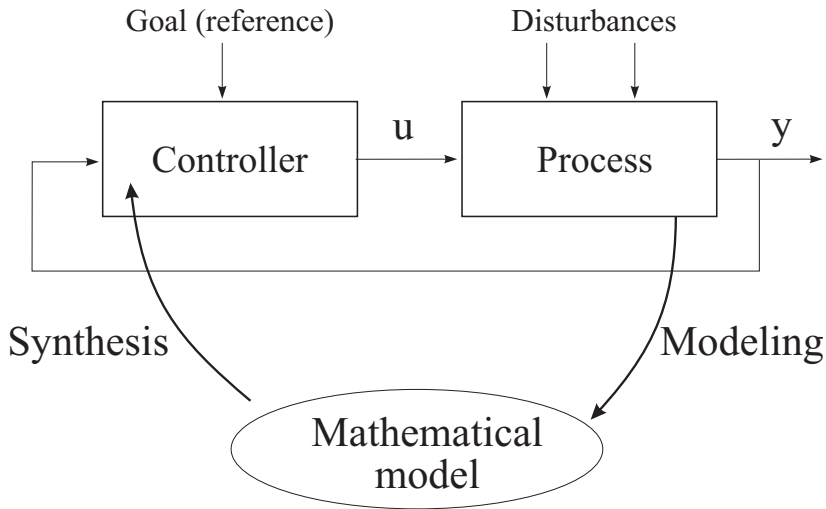 Goal (reference)
Disturbances
Controller
u
Process
y
Synthesis
Modeling
Mathematical
model